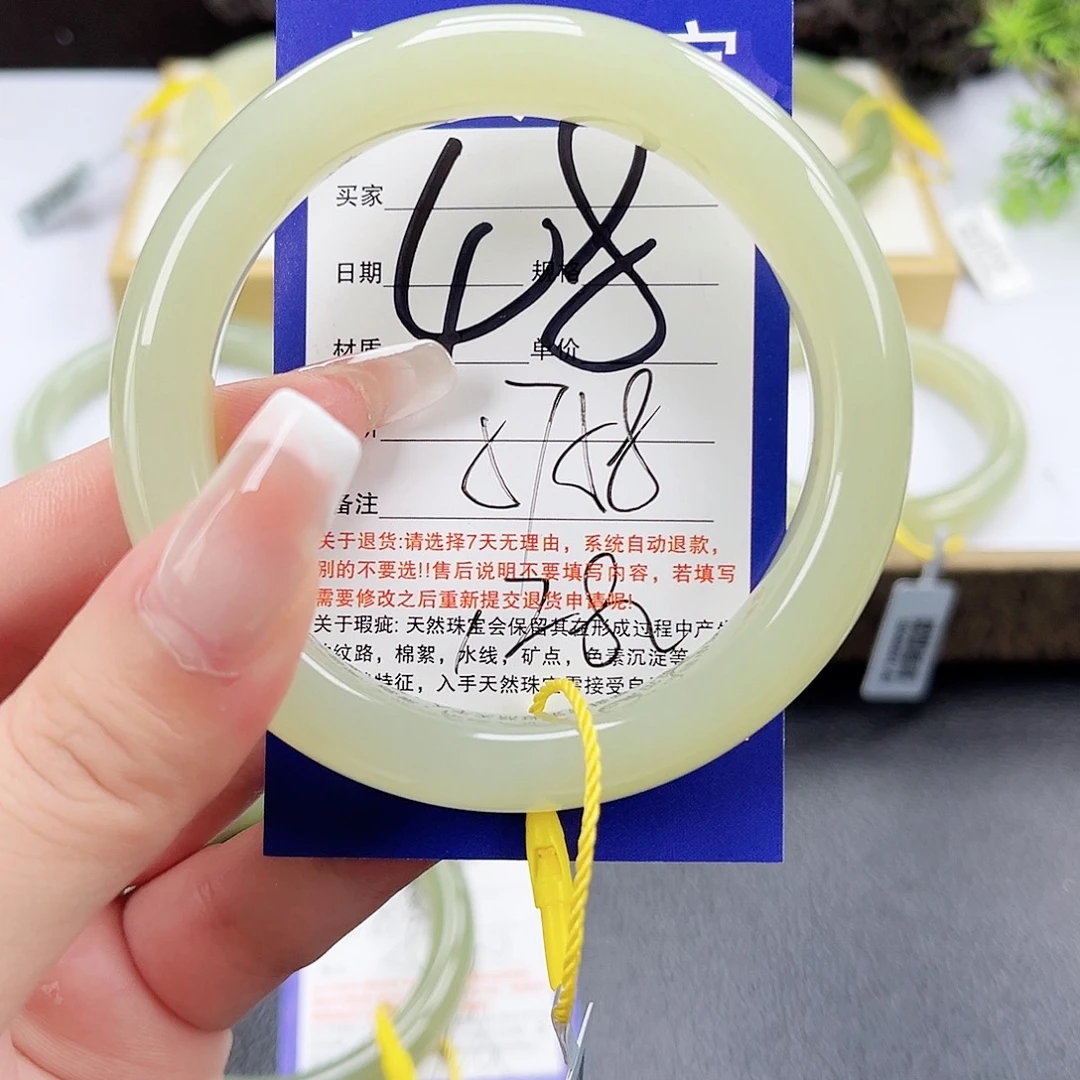 48
买家
日期 规格
材质 单价
备注
关于退货:请选择7天无理由，系统自动退款，
别的不要选!!售后说明不要填写内容，若填写
需要修改之后重新提交退货申请呢!
关于瑕疵: 天然珠宝会保留其在形成过程中产
纹路，棉絮，水线，矿点，色素沉淀等
特征，入手天然珠宝需接受自